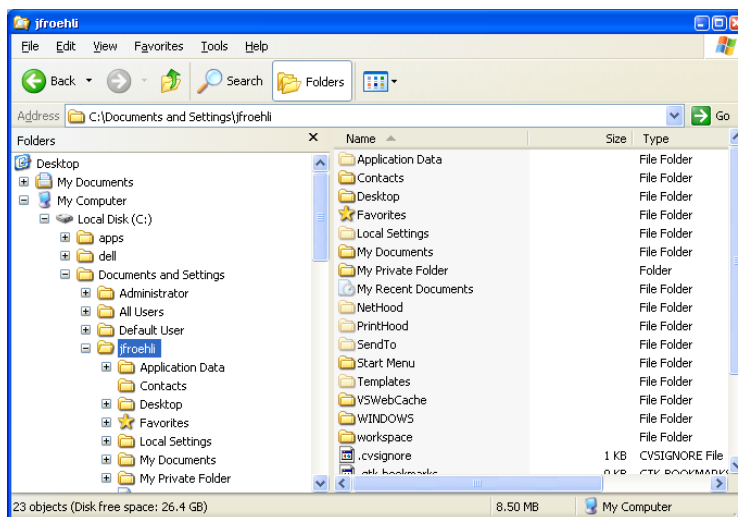 jfroehli
File Edit View Favorites Tools Help
Back Search Folders
Address C:\Documents and Settings\jfroehli Go
Folders X
Desktop
My Documents
My Computer
Local Disk (C:)
apps
dell
Documents and Settings
Administrator
All Users
Default User
jfroehli
Application Data
Contacts
Desktop
Favorites
Local Settings
My Documents
My Private Folder
Name Size Type
Application Data File Folder
Contacts File Folder
Desktop File Folder
Favorites File Folder
Local Settings File Folder
My Documents File Folder
My Private Folder Folder
My Recent Documents File Folder
NetHood File Folder
PrintHood File Folder
SendTo File Folder
Start Menu File Folder
Templates File Folder
VSWebCache File Folder
WINDOWS File Folder
workspace File Folder
.cvsignore 1 KB CVSIGNORE File
.gtk-bookmarks 0 KB GTK-BOOKMARKS
23 objects (Disk free space: 26.4 GB) 8.50 MB My Computer